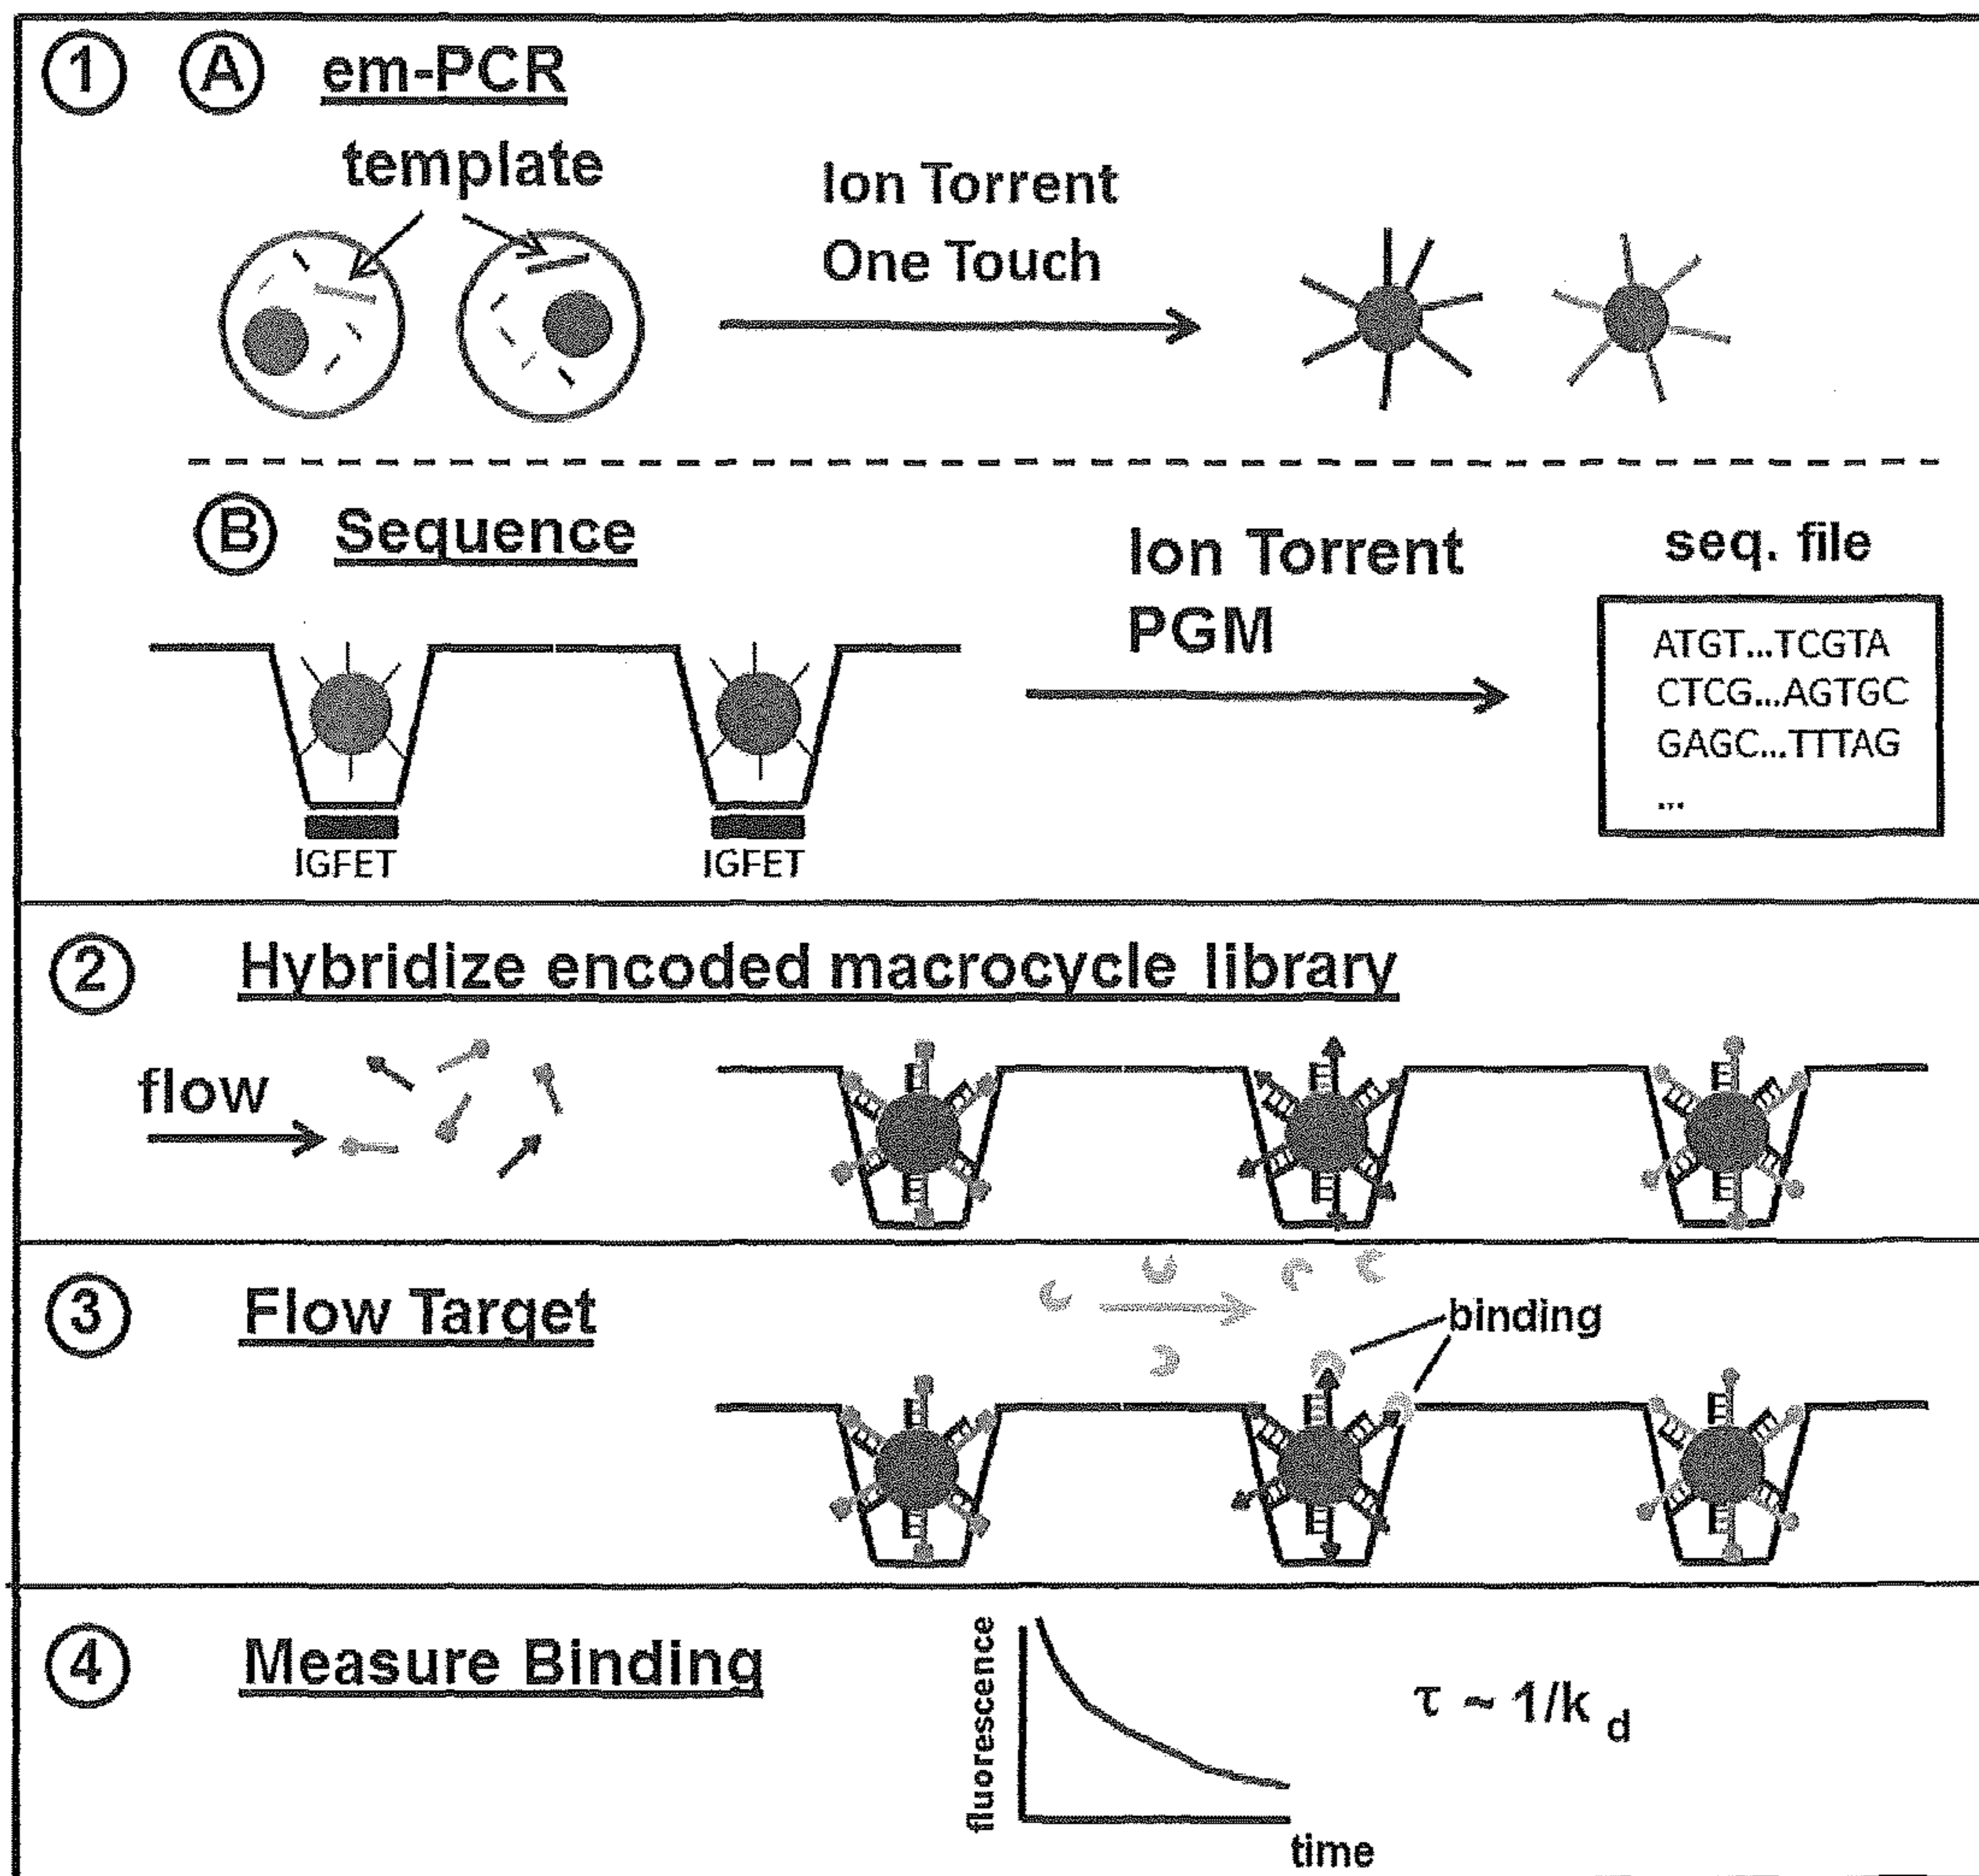 1 A em-PCR
template
Ion Torrent
One Touch
B Sequence
Ion Torrent
PGM
seq. file
ATGT...TCGTA
CTCG...AGTGC
GAGC...TTTAG
...
IGFET
IGFET
2 Hybridize encoded macrocycle library
flow
3 Flow Target
binding
4 Measure Binding
fluorescence
time
τ ~ 1/k d